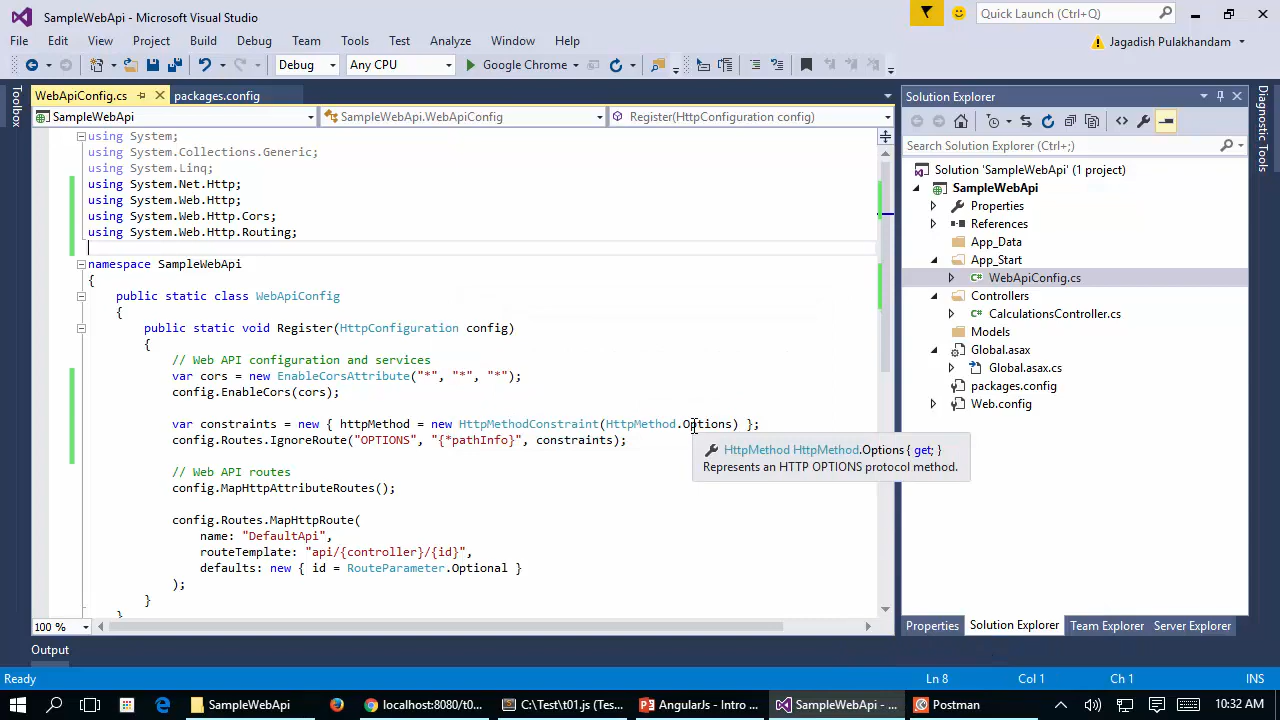 SampleWebApi - Microsoft Visual Studio
Quick Launch (Ctrl+Q)
File Edit View Project Build Debug Team Tools Test Analyze Window Help
Jagadish Pulakhandam
Debug Any CPU Google Chrome
Toolbox
WebApiConfig.cs packages.config
SampleWebApi SampleWebApi.WebApiConfig Register(HttpConfiguration config)
using System;
using System.Collections.Generic;
using System.Linq;
using System.Net.Http;
using System.Web.Http;
using System.Web.Http.Cors;
using System.Web.Http.Routing;
namespace SampleWebApi
{
public static class WebApiConfig
{
public static void Register(HttpConfiguration config)
{
// Web API configuration and services
var cors = new EnableCorsAttribute("*", "*", "*");
config.EnableCors(cors);
var constraints = new { httpMethod = new HttpMethodConstraint(HttpMethod.Options) };
config.Routes.IgnoreRoute("OPTIONS", "{*pathInfo}", constraints);
HttpMethod HttpMethod.Options { get; }
Represents an HTTP OPTIONS protocol method.
// Web API routes
config.MapHttpAttributeRoutes();
config.Routes.MapHttpRoute(
name: "DefaultApi",
routeTemplate: "api/{controller}/{id}",
defaults: new { id = RouteParameter.Optional }
);
}
}
100 %
Solution Explorer
Search Solution Explorer (Ctrl+;)
Solution 'SampleWebApi' (1 project)
SampleWebApi
Properties
References
App_Data
App_Start
WebApiConfig.cs
Controllers
CalculationsController.cs
Models
Global.asax
Global.asax.cs
packages.config
Web.config
Properties Solution Explorer Team Explorer Server Explorer
Diagnostic Tools
Output
Ready Ln 8 Col 1 Ch 1 INS
SampleWebApi localhost:8080/t0... C:\Test\t01.js (Tes... AngularJs - Intro ... SampleWebApi - ... Postman 10:32 AM